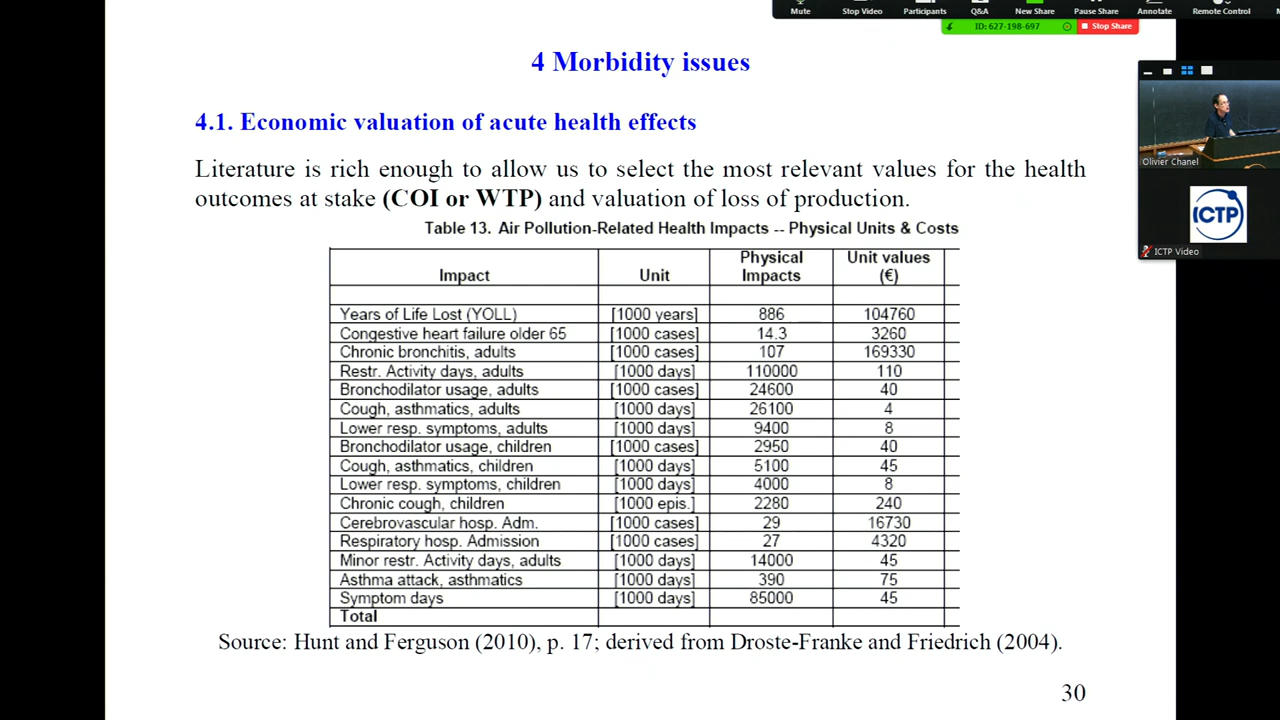 Mute Stop Video Participants Q&A New Share Pause Share Annotate Remote Control
ID: 627-198-697 Stop Share
4 Morbidity issues
4.1. Economic valuation of acute health effects
Literature is rich enough to allow us to select the most relevant values for the health
outcomes at stake (COI or WTP) and valuation of loss of production.
Table 13. Air Pollution-Related Health Impacts -- Physical Units & Costs
Impact Unit Physical Impacts Unit values (€)
Years of Life Lost (YOLL) [1000 years] 886 104760
Congestive heart failure older 65 [1000 cases] 14.3 3260
Chronic bronchitis, adults [1000 cases] 107 169330
Restr. Activity days, adults [1000 days] 110000 110
Bronchodilator usage, adults [1000 cases] 24600 40
Cough, asthmatics, adults [1000 days] 26100 4
Lower resp. symptoms, adults [1000 days] 9400 8
Bronchodilator usage, children [1000 cases] 2950 40
Cough, asthmatics, children [1000 days] 5100 45
Lower resp. symptoms, children [1000 days] 4000 8
Chronic cough, children [1000 epis.] 2280 240
Cerebrovascular hosp. Adm. [1000 cases] 29 16730
Respiratory hosp. Admission [1000 cases] 27 4320
Minor restr. Activity days, adults [1000 days] 14000 45
Asthma attack, asthmatics [1000 days] 390 75
Symptom days [1000 days] 85000 45
Total
Source: Hunt and Ferguson (2010), p. 17; derived from Droste-Franke and Friedrich (2004).
30
Olivier Chanel
ICTP
ICTP Video